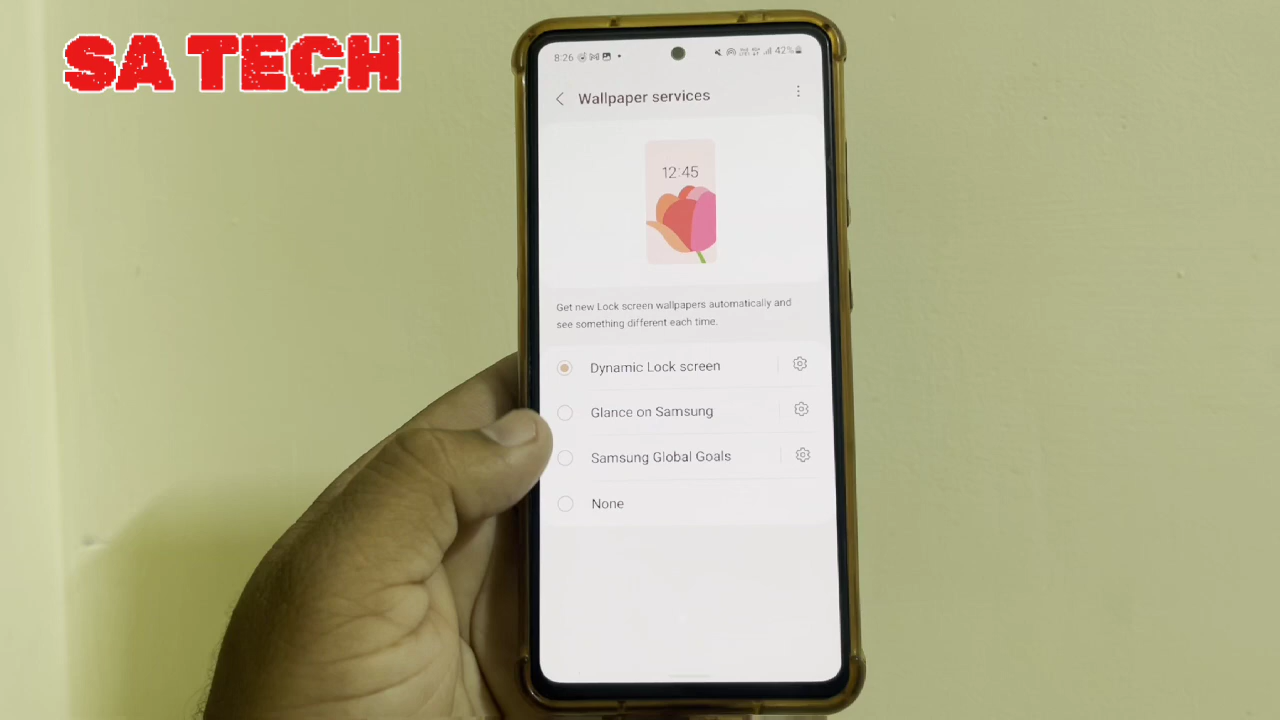 SA TECH
8:26
42%
Wallpaper services
12:45
Get new Lock screen wallpapers automatically and
see something different each time.
Dynamic Lock screen
Glance on Samsung
Samsung Global Goals
None